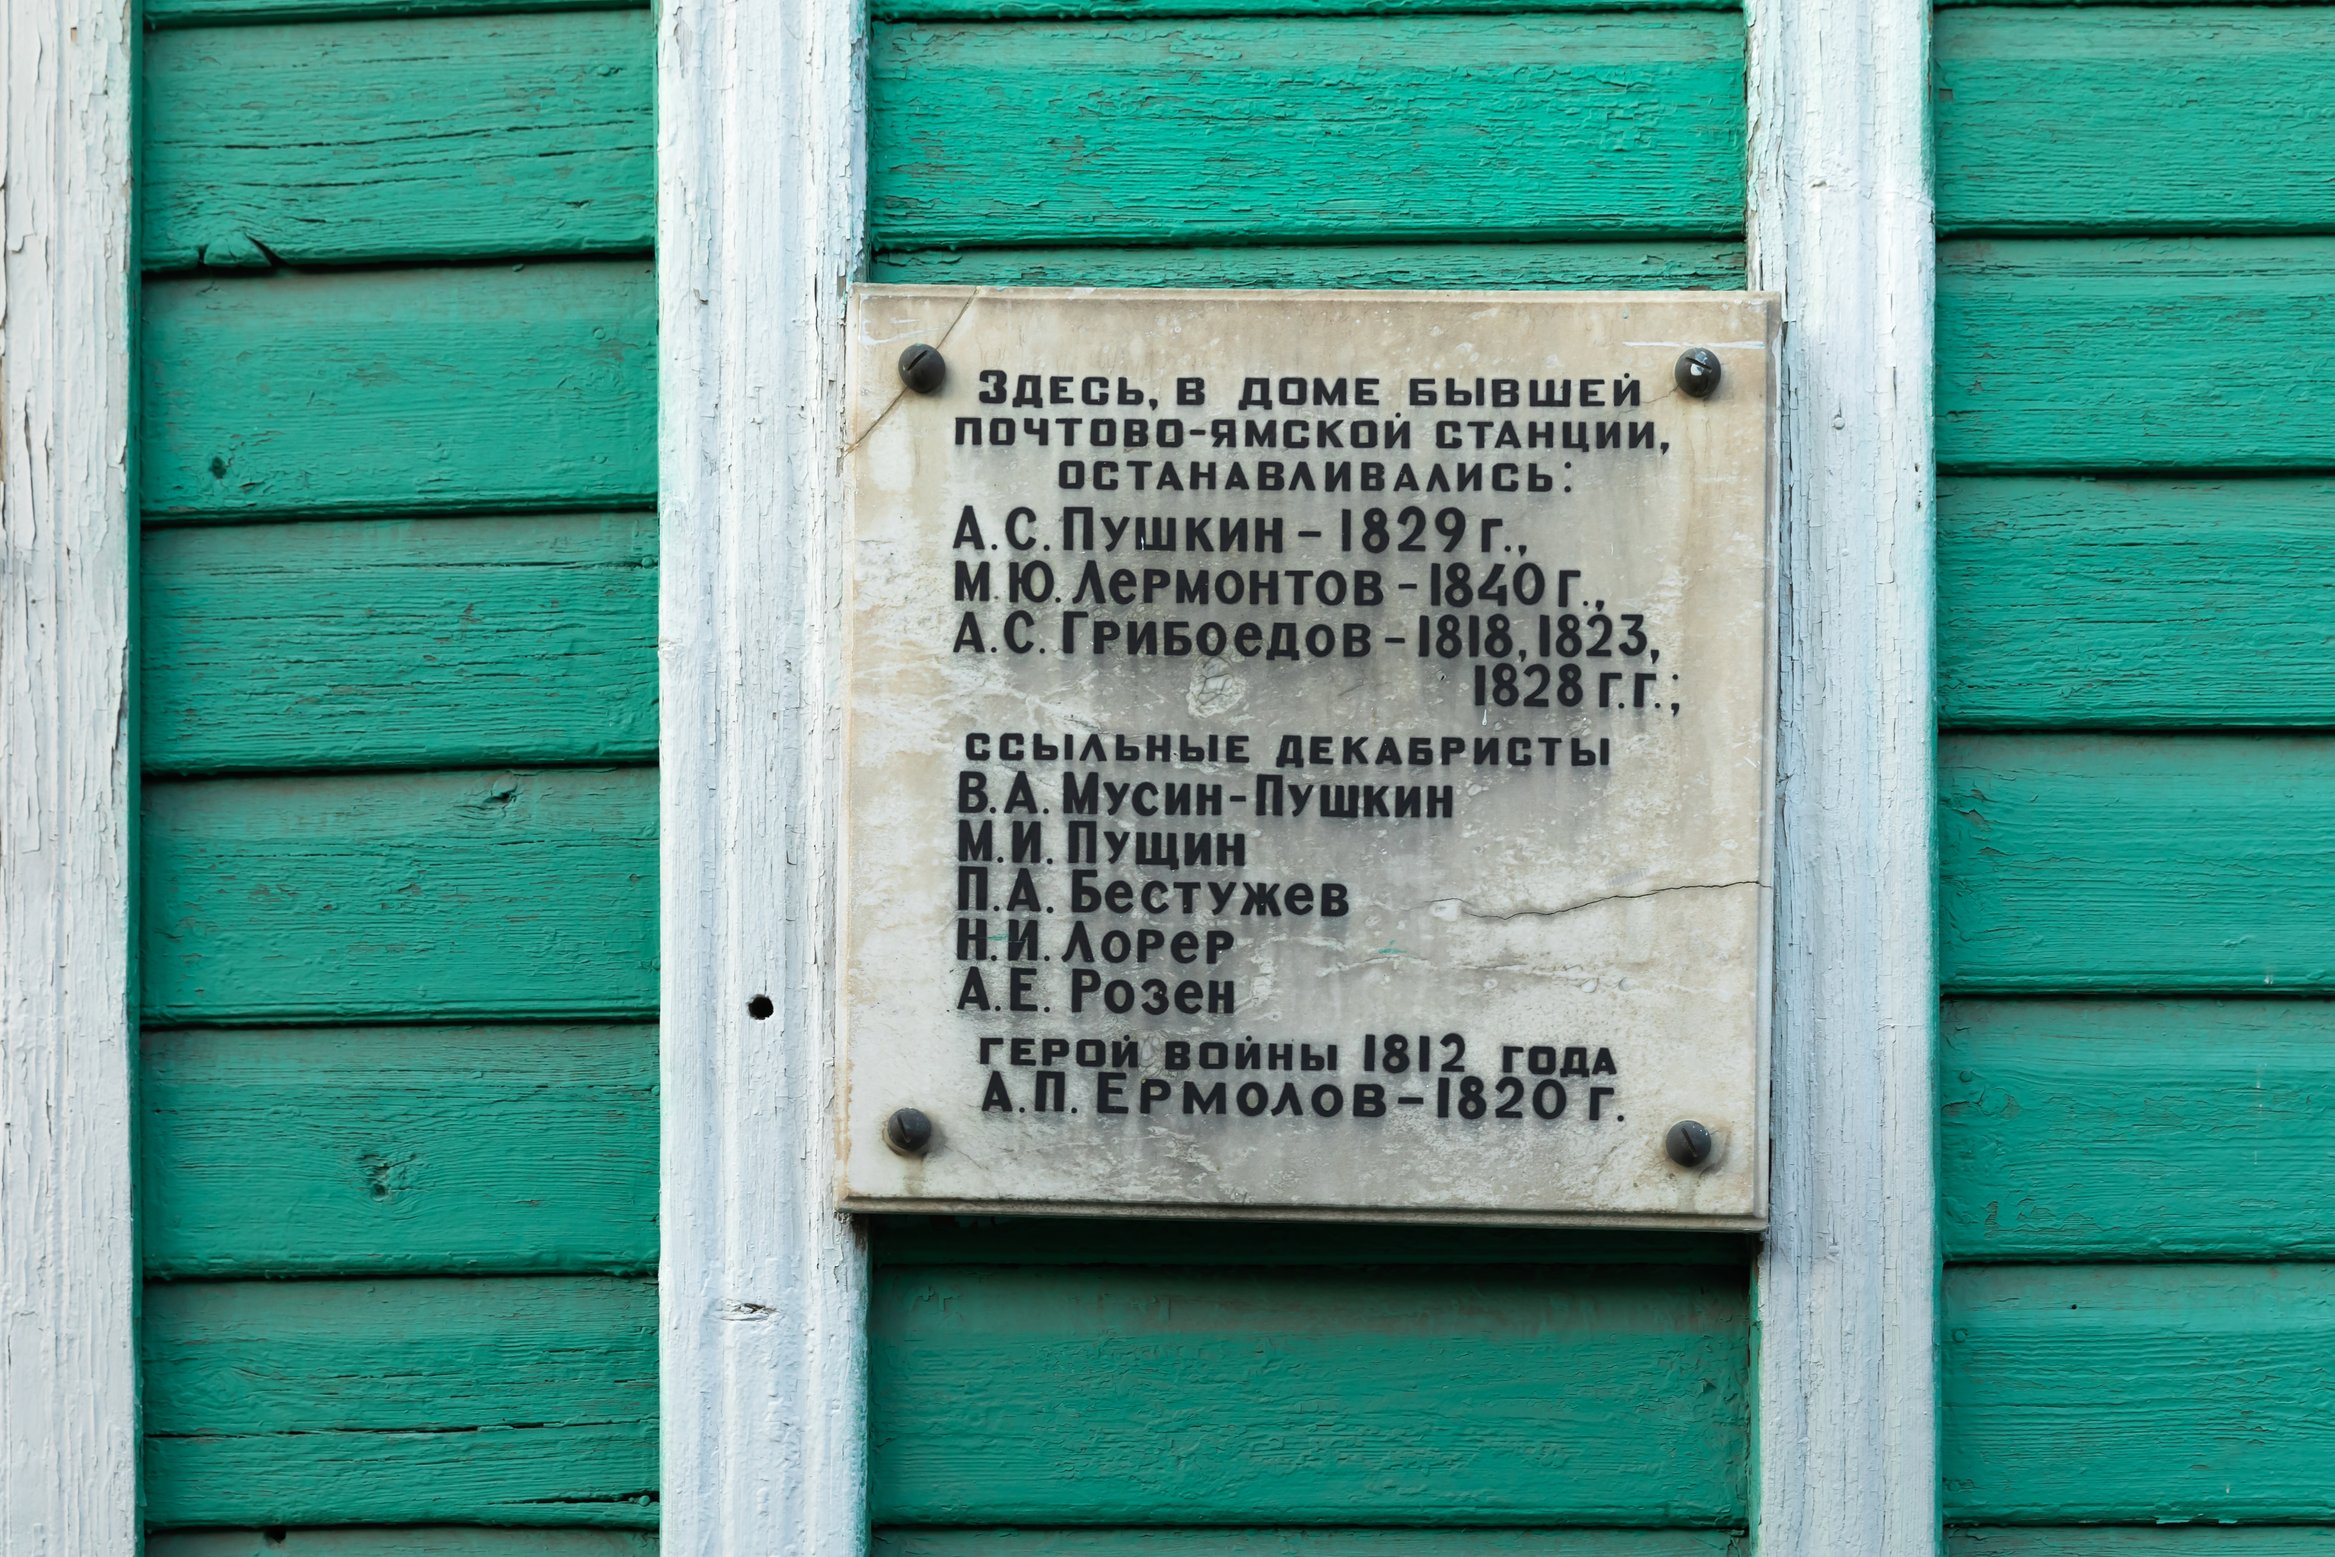 Здесь, в доме бывшей
почтово-ямской станции,
останавливались:
А.С. Пушкин – 1829 г.,
М.Ю. Лермонтов – 1840 г.,
А.С. Грибоедов – 1818, 1823,
1828 г.г.;
ссыльные декабристы
В.А. Мусин-Пушкин
М.И. Пущин
П.А. Бестужев
Н.И. Лорер
А.Е. Розен
герой войны 1812 года
А.П. Ермолов – 1820 г.